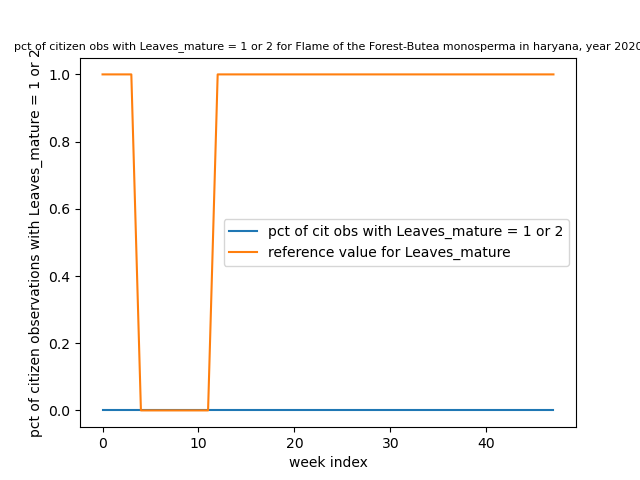 pct of citizen obs with Leaves_mature = 1 or 2 for Flame of the Forest-Butea monosperma in haryana, year 2020
pct of citizen observations with Leaves_mature = 1 or 2
1.0
0.8
0.6
0.4
0.2
0.0
pct of cit obs with Leaves_mature = 1 or 2
reference value for Leaves_mature
0 10 20 30 40
week index